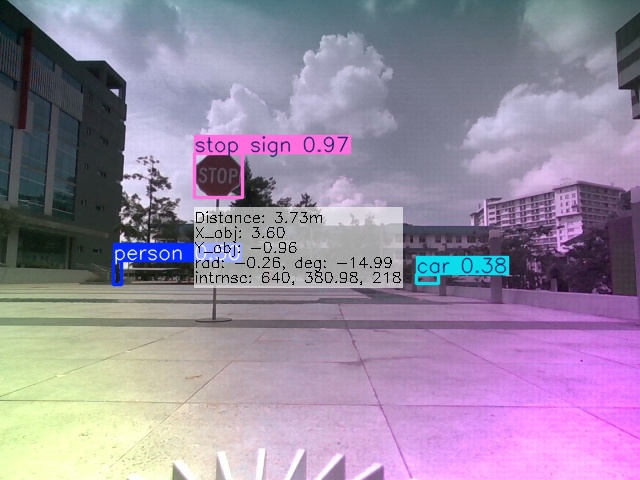 stop sign 0.97
STOP
Distance: 3.73m
X_obj: 3.60
Y_obj: -0.96
person
rad: -0.26, deg: -14.99
car 0.38
intrnsc: 640, 380.98, 218